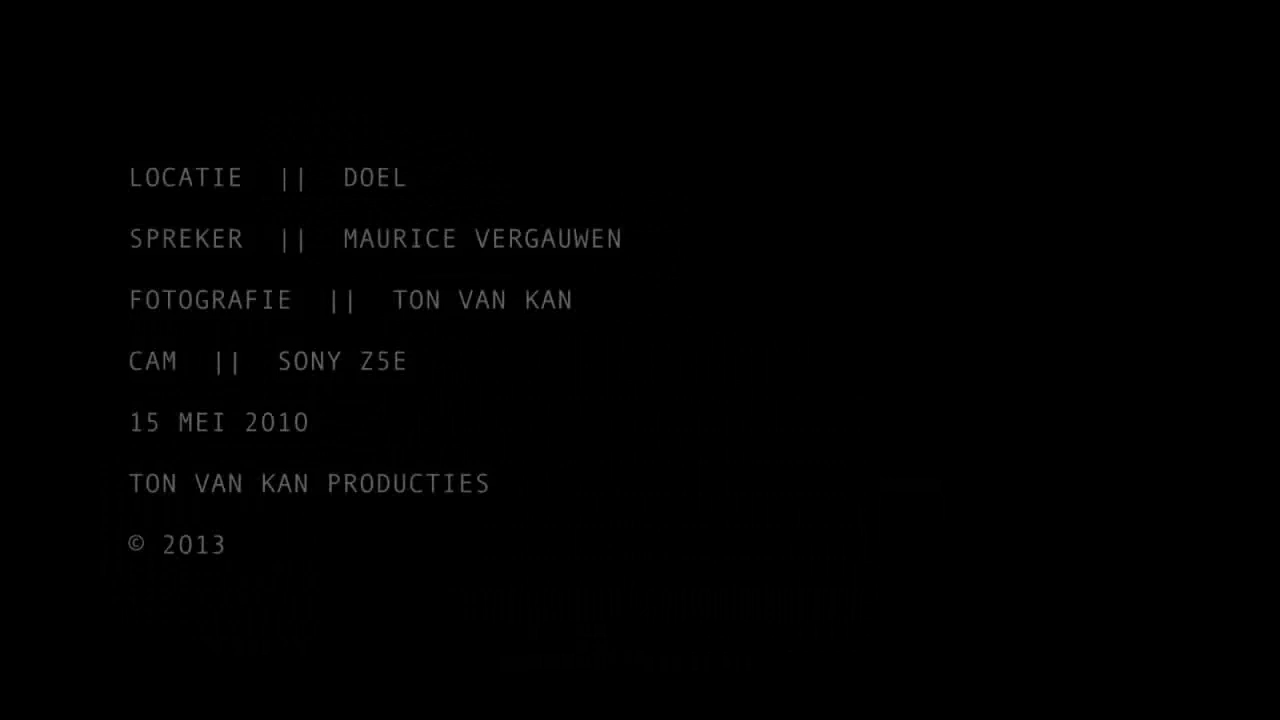 LOCATIE || DOEL
SPREKER || MAURICE VERGAUWEN
FOTOGRAFIE || TON VAN KAN
CAM || SONY Z5E
15 MEI 2010
TON VAN KAN PRODUCTIES
© 2013